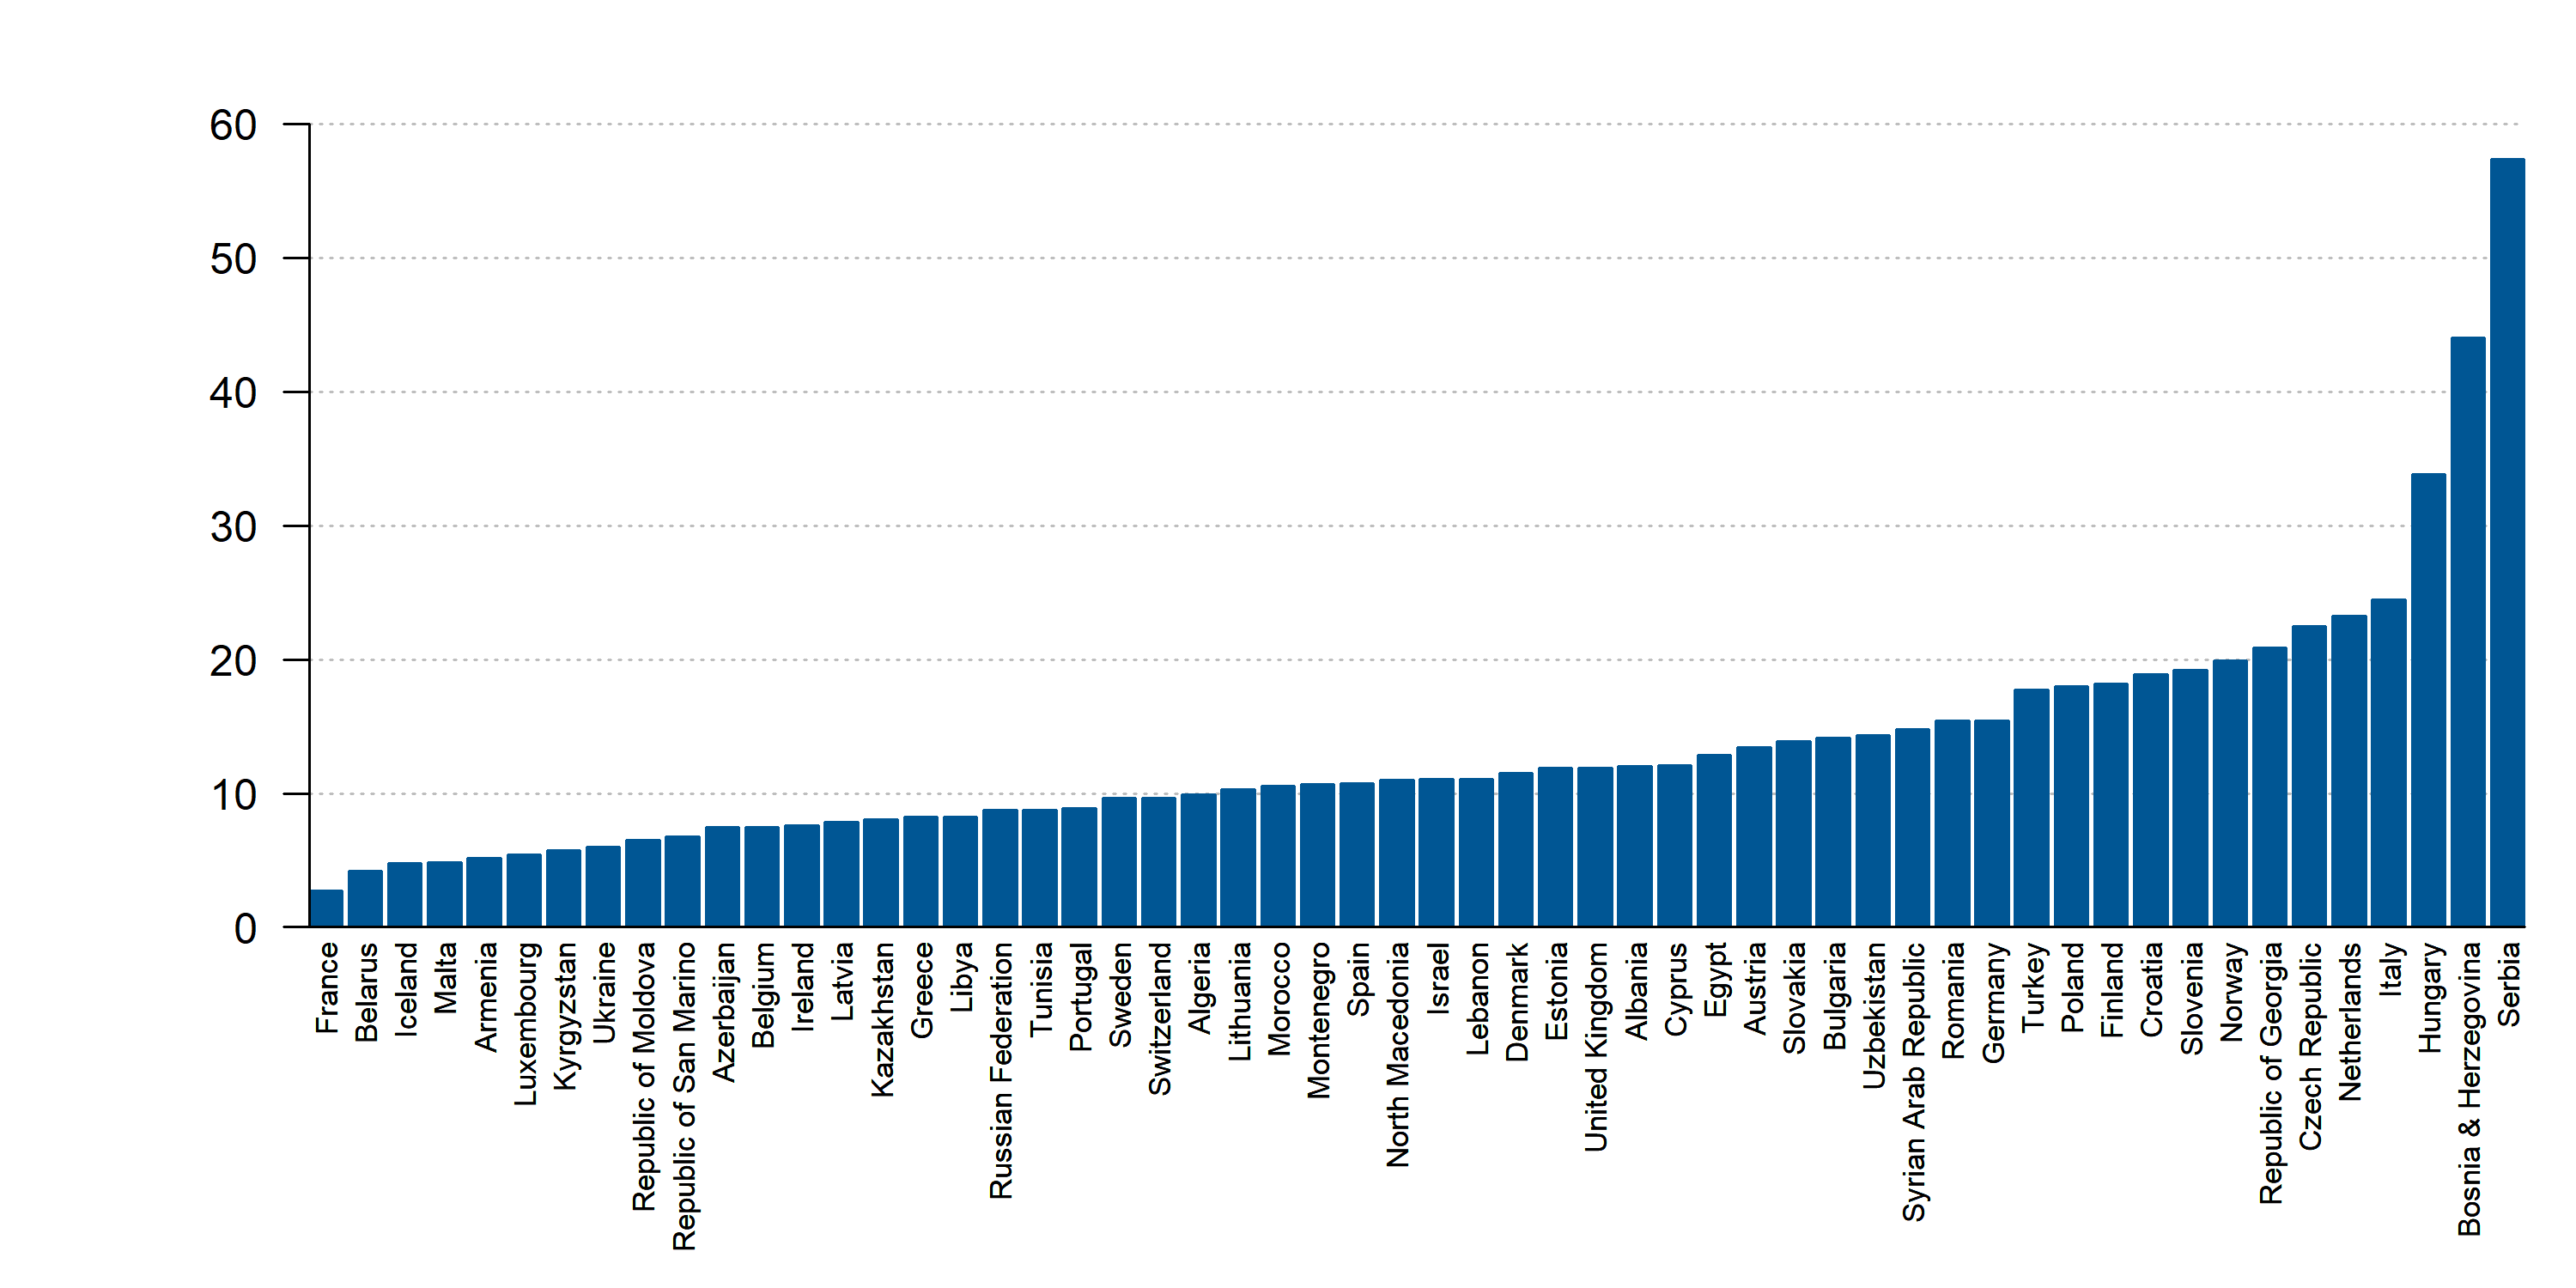 60
50
40
30
20
10
0
France
Belarus
Iceland
Malta
Armenia
Luxembourg
Kyrgyzstan
Ukraine
Republic of Moldova
Republic of San Marino
Azerbaijan
Belgium
Ireland
Latvia
Kazakhstan
Greece
Libya
Russian Federation
Tunisia
Portugal
Sweden
Switzerland
Algeria
Lithuania
Morocco
Montenegro
Spain
North Macedonia
Israel
Lebanon
Denmark
Estonia
United Kingdom
Albania
Cyprus
Egypt
Austria
Slovakia
Bulgaria
Uzbekistan
Syrian Arab Republic
Romania
Germany
Turkey
Poland
Finland
Croatia
Slovenia
Norway
Republic of Georgia
Czech Republic
Netherlands
Italy
Hungary
Bosnia & Herzegovina
Serbia